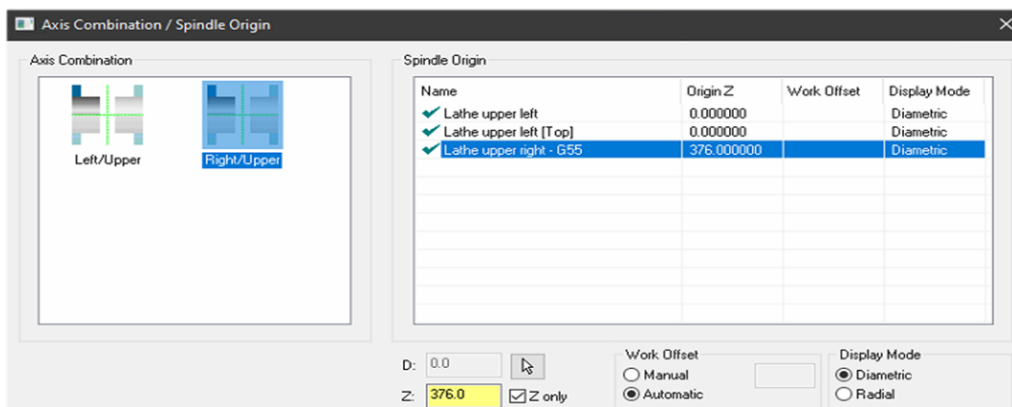 Axis Combination / Spindle Origin
Axis Combination
Left/Upper
Right/Upper
Spindle Origin
Name Origin Z Work Offset Display Mode
Lathe upper left 0.000000 Diametric
Lathe upper left [Top] 0.000000 Diametric
Lathe upper right - G55 376.000000 Diametric
D: 0.0
Z: 376.0 Z only
Work Offset
Manual
Automatic
Display Mode
Diametric
Radial